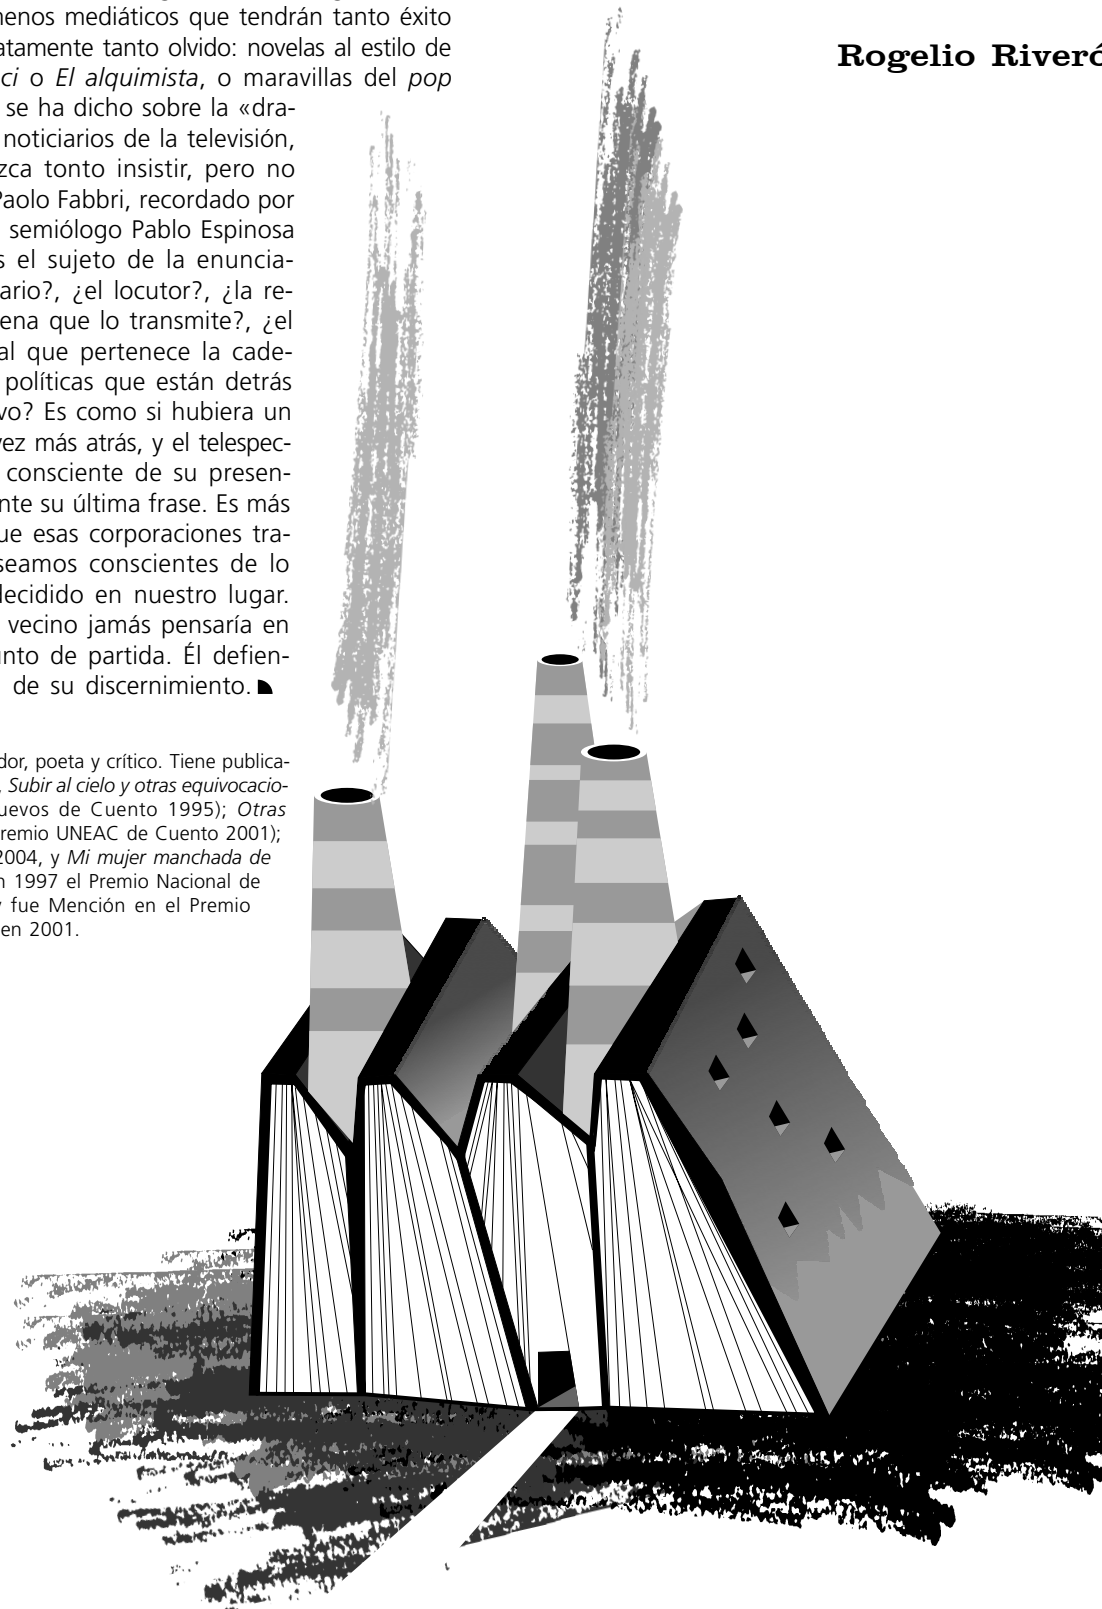 menos mediáticos que tendrán tanto éxito
atamente tanto olvido: novelas al estilo de
ci o El alquimista, o maravillas del pop
se ha dicho sobre la «dra-
noticiarios de la televisión,
zca tonto insistir, pero no
Paolo Fabbri, recordado por
semiólogo Pablo Espinosa
s el sujeto de la enuncia-
ario?, ¿el locutor?, ¿la re-
ena que lo transmite?, ¿el
al que pertenece la cade-
políticas que están detrás
vo? Es como si hubiera un
vez más atrás, y el telespec-
consciente de su presen-
nte su última frase. Es más
ue esas corporaciones tra-
seamos conscientes de lo
decidido en nuestro lugar.
vecino jamás pensaría en
unto de partida. Él defien-
de su discernimiento.
dor, poeta y crítico. Tiene publica-
, Subir al cielo y otras equivocacio-
uevos de Cuento 1995); Otras
remio UNEAC de Cuento 2001);
2004, y Mi mujer manchada de
n 1997 el Premio Nacional de
y fue Mención en el Premio
en 2001.
Rogelio Riveró